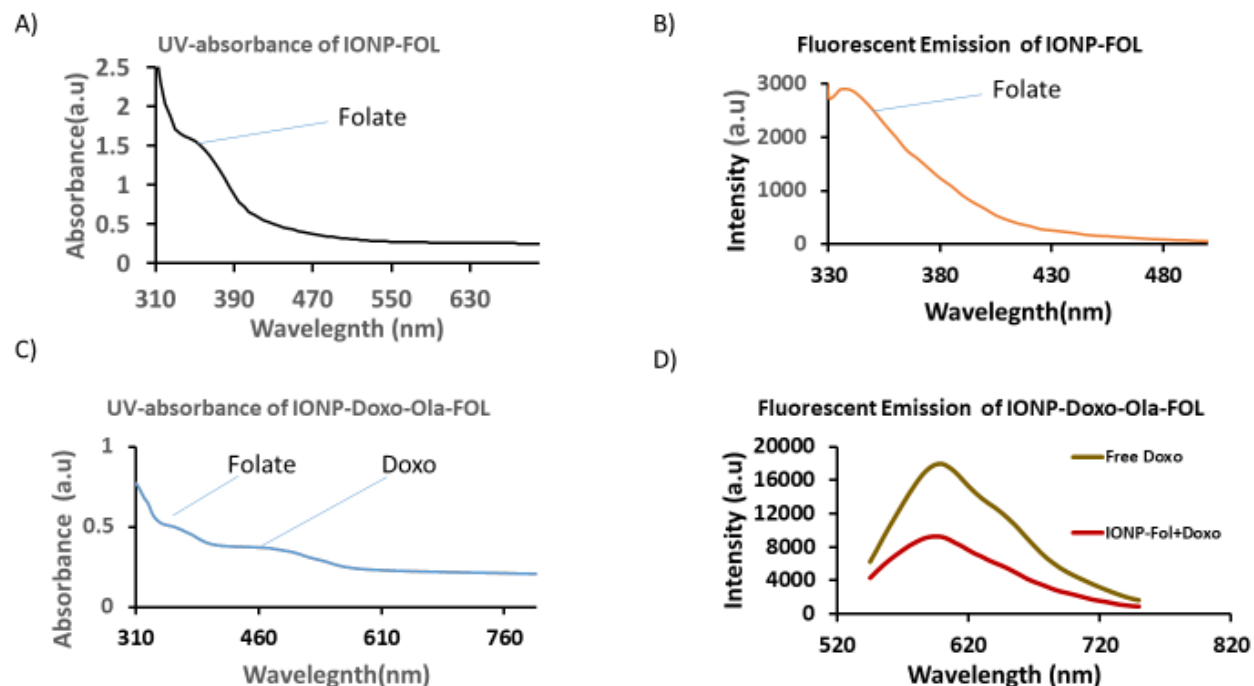 A)
UV-absorbance of IONP-FOL
2.5
2
1.5
1
0.5
0
Absorbance(a.u)
Folate
310 390 470 550 630
Wavelegnth (nm)
B)
Fluorescent Emission of IONP-FOL
3000
2000
1000
0
Intensity (a.u)
Folate
330 380 430 480
Wavelegnth(nm)
C)
UV-absorbance of IONP-Doxo-Ola-FOL
1
0.5
0
Absorbance (a.u)
Folate Doxo
310 460 610 760
Wavelegnth(nm)
D)
Fluorescent Emission of IONP-Doxo-Ola-FOL
20000
16000
12000
8000
4000
0
Intensity (a.u)
Free Doxo
IONP-Fol+Doxo
520 620 720 820
Wavelength (nm)